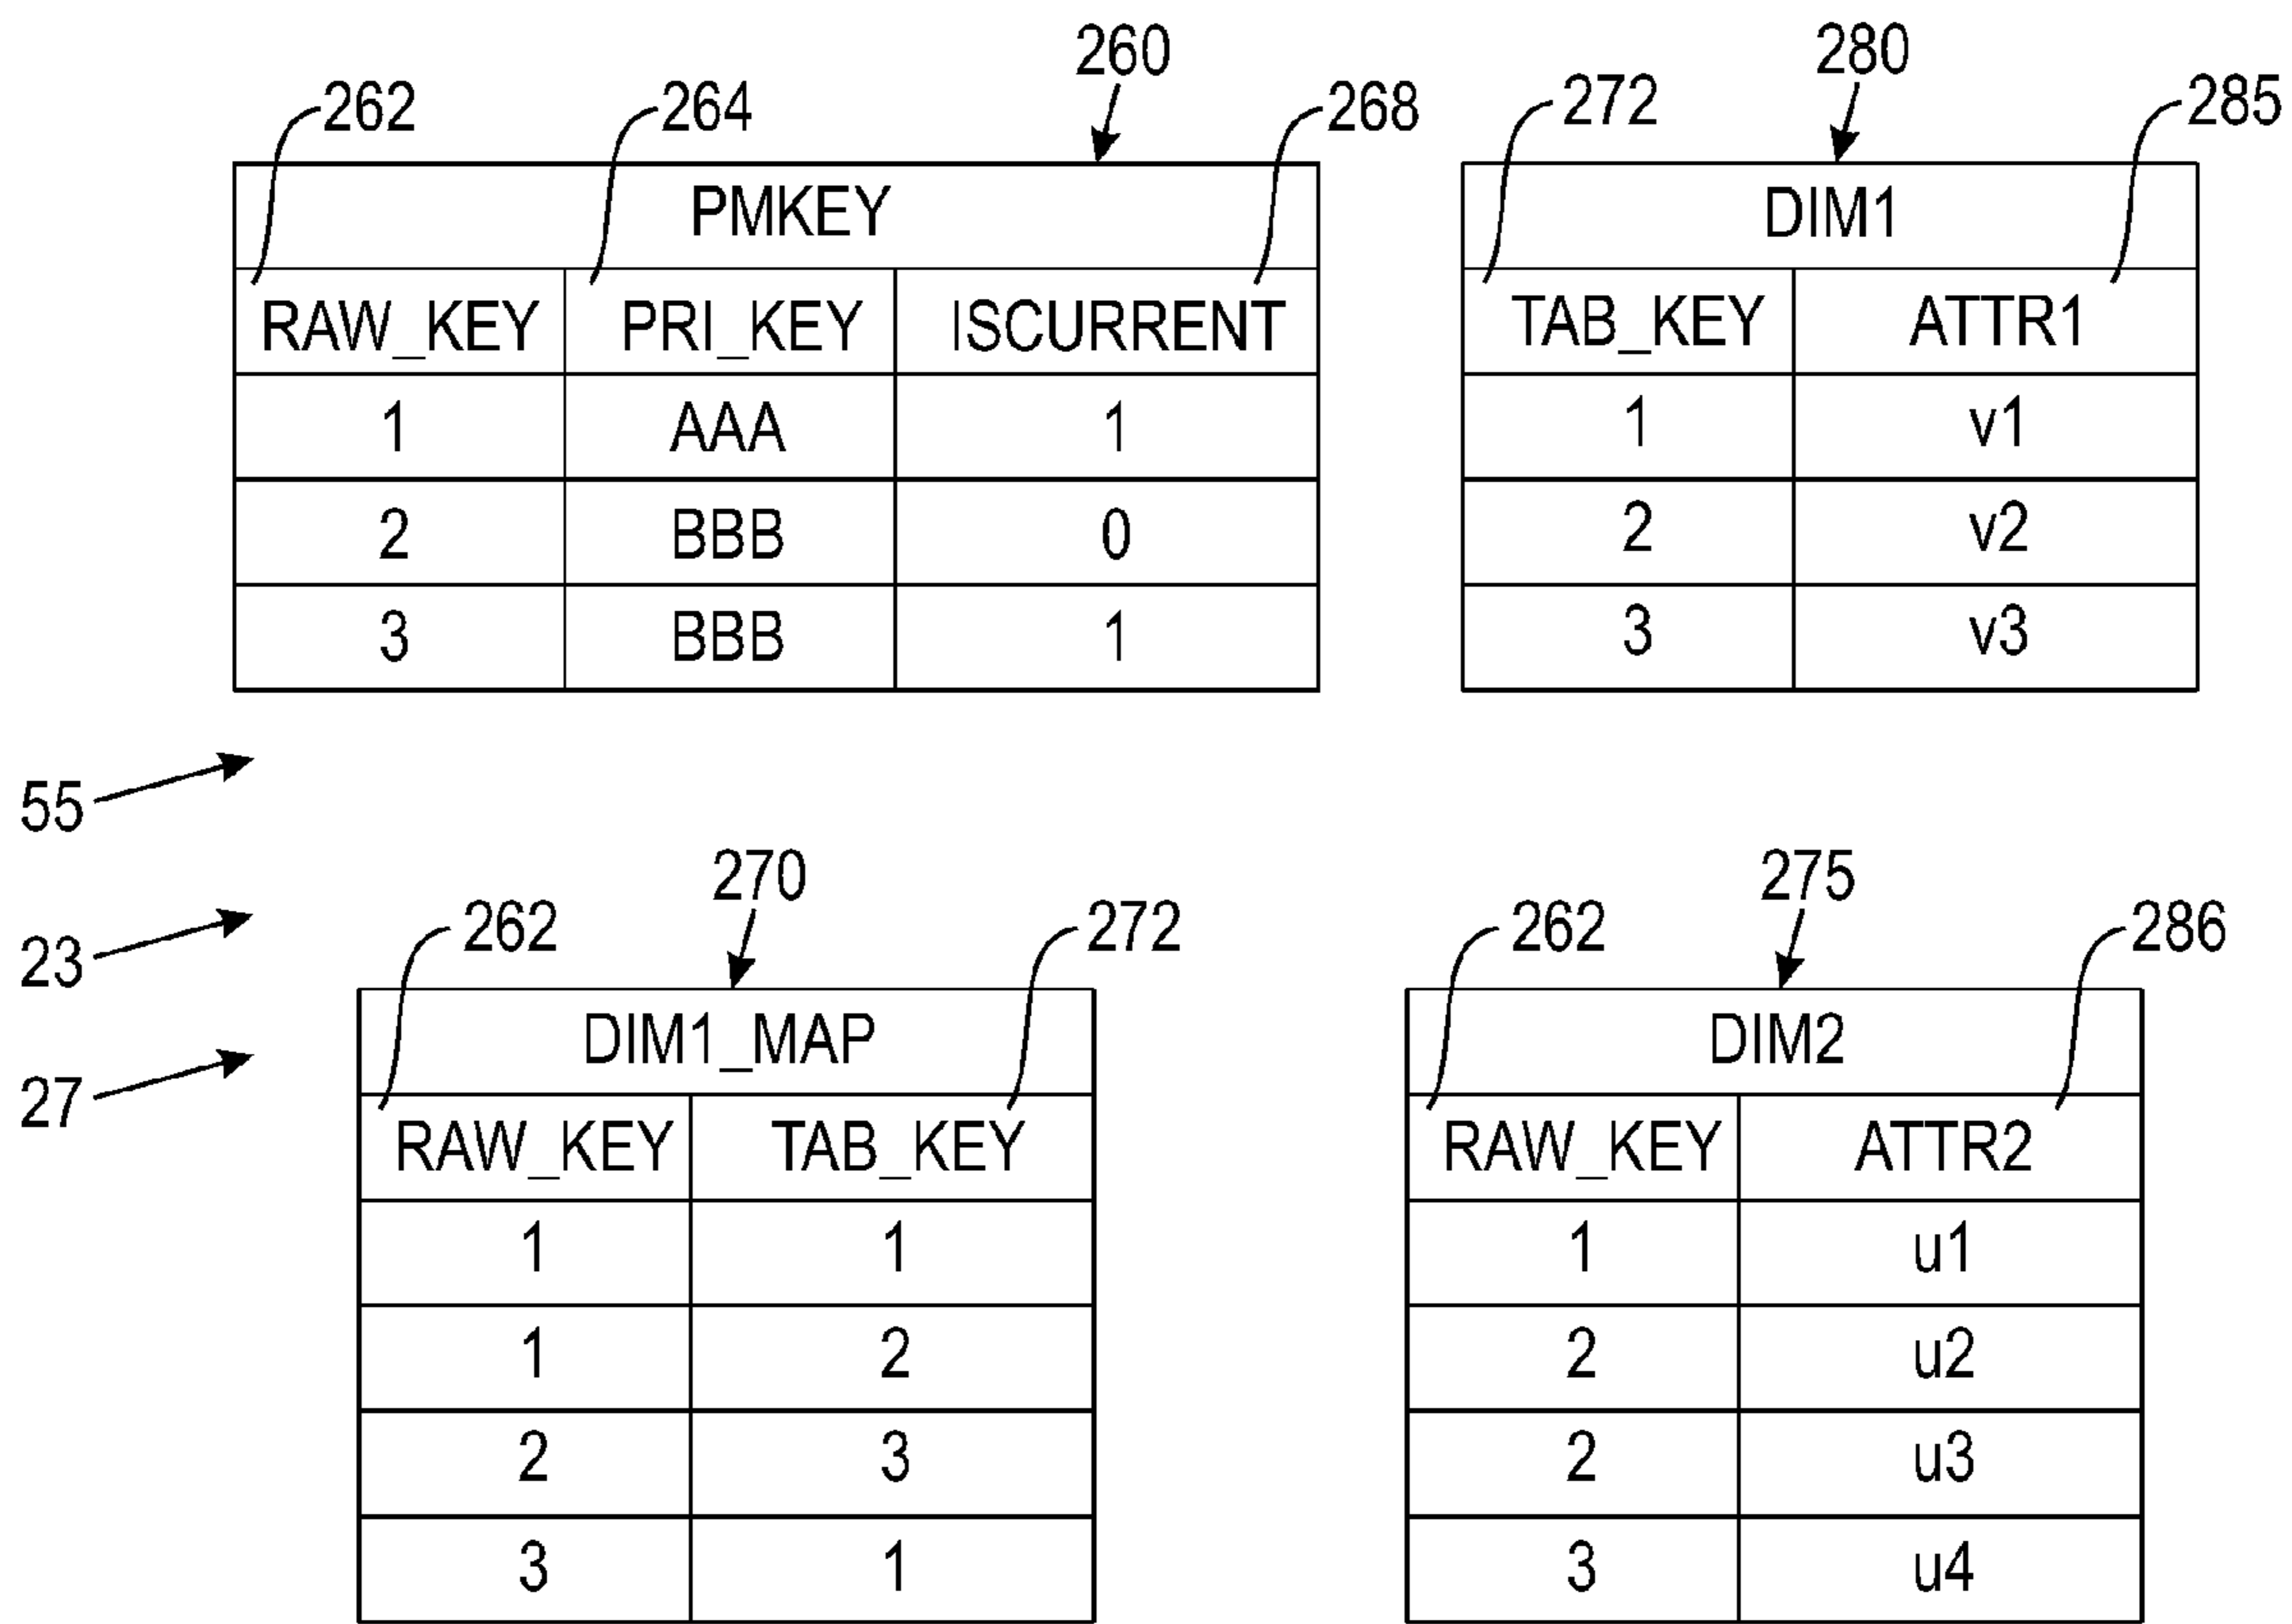 260 280
262 264 268 272 285
PMKEY
RAW_KEY PRI_KEY ISCURRENT
1 AAA 1
2 BBB 0
3 BBB 1
DIM1
TAB_KEY ATTR1
1 v1
2 v2
3 v3
55
23
27
270 275
262 272 262 286
DIM1_MAP
RAW_KEY TAB_KEY
1 1
1 2
2 3
3 1
DIM2
RAW_KEY ATTR2
1 u1
2 u2
2 u3
3 u4